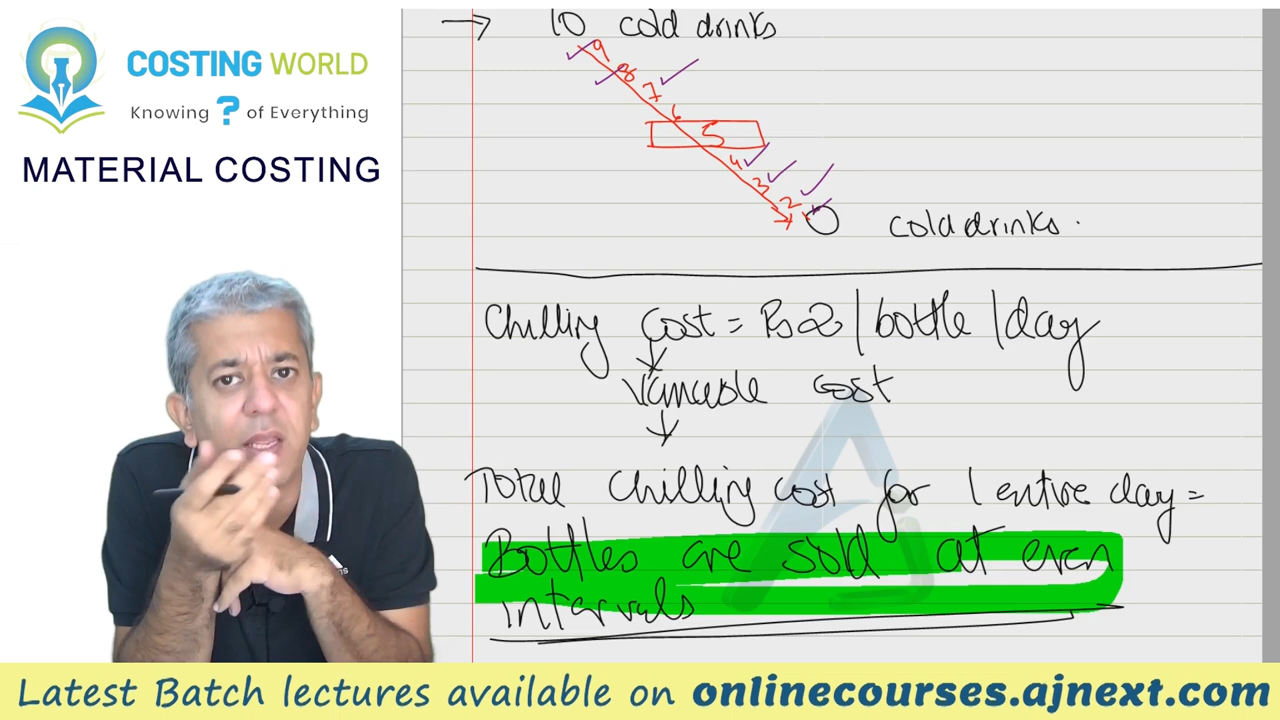 COSTING WORLD
Knowing ? of Everything
MATERIAL COSTING
→ 10 cold drinks
9
8
7
6
5
4
3
2
1
0 cold drinks.
Chilling cost = Rs 2 / bottle / day
Variable cost
Total chilling cost for 1 entire day =
Bottles are sold at even
intervals
Latest Batch lectures available on onlinecourses.ajnext.com